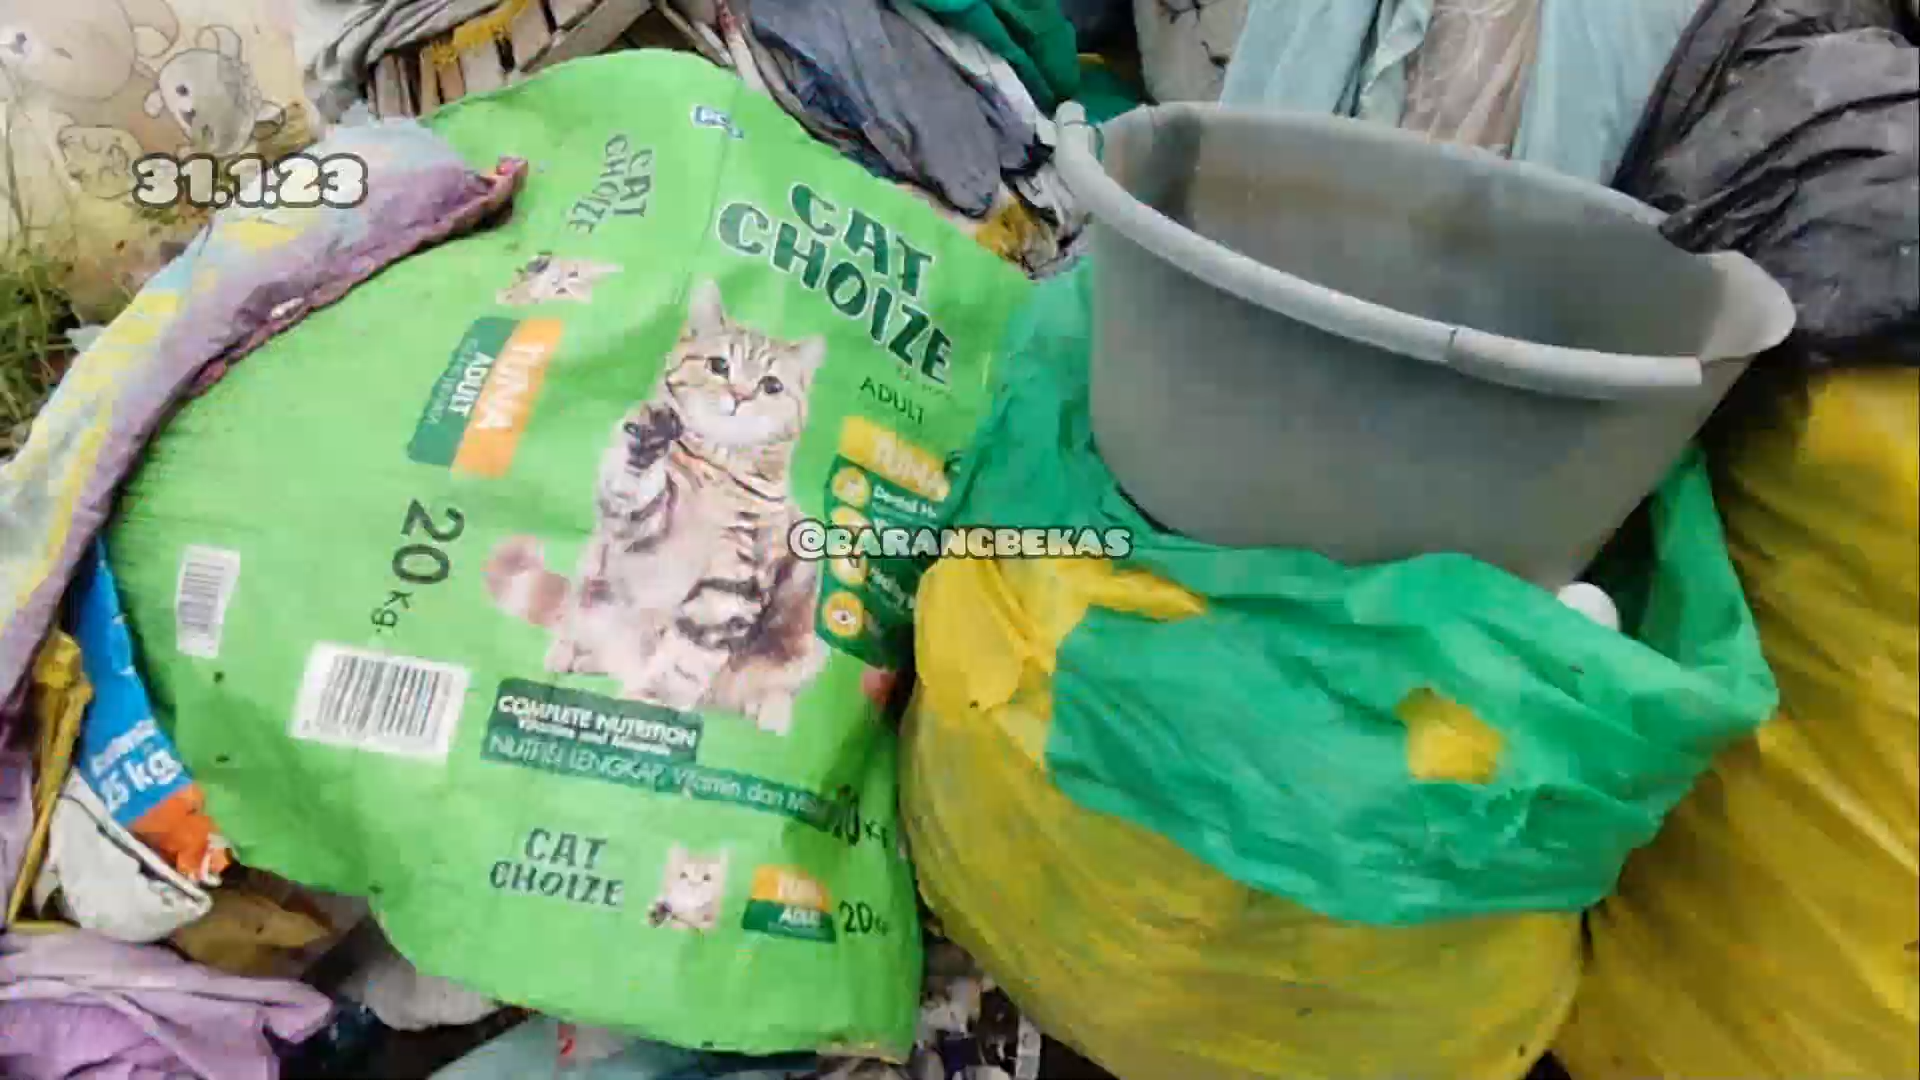 31.1.23
CAT
CHOIZE
CAT
CHOIZE
ADULT
TUNA
TUNA
ADULT
20 kg
@BARANGBEKAS
COMPLETE NUTRITION
NUTRISI LENGKAP, Vitamin dan
25 kg
CAT
CHOIZE
TUNA
ADULT
20